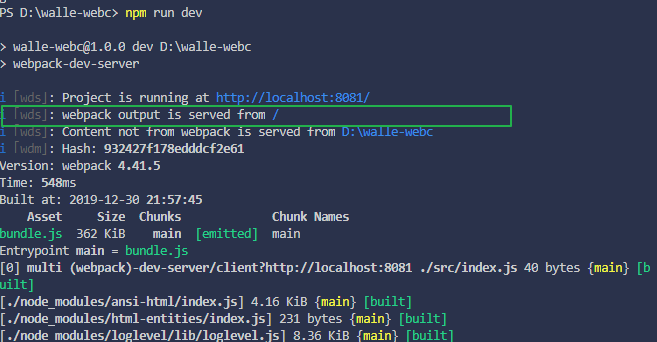 PS D:\walle-webc> npm run dev
> walle-webc@1.0.0 dev D:\walle-webc
> webpack-dev-server
i ｢wds｣: Project is running at http://localhost:8081/
i ｢wds｣: webpack output is served from /
i ｢wds｣: Content not from webpack is served from D:\walle-webc
i ｢wdm｣: Hash: 932427f178edddcf2e61
Version: webpack 4.41.5
Time: 548ms
Built at: 2019-12-30 21:57:45
    Asset     Size  Chunks             Chunk Names
bundle.js  362 KiB    main  [emitted]  main
Entrypoint main = bundle.js
[0] multi (webpack)-dev-server/client?http://localhost:8081 ./src/index.js 40 bytes {main} [b
uilt]
[./node_modules/ansi-html/index.js] 4.16 KiB {main} [built]
[./node_modules/html-entities/index.js] 231 bytes {main} [built]
[./node_modules/loglevel/lib/loglevel.js] 8.36 KiB {main} [built]